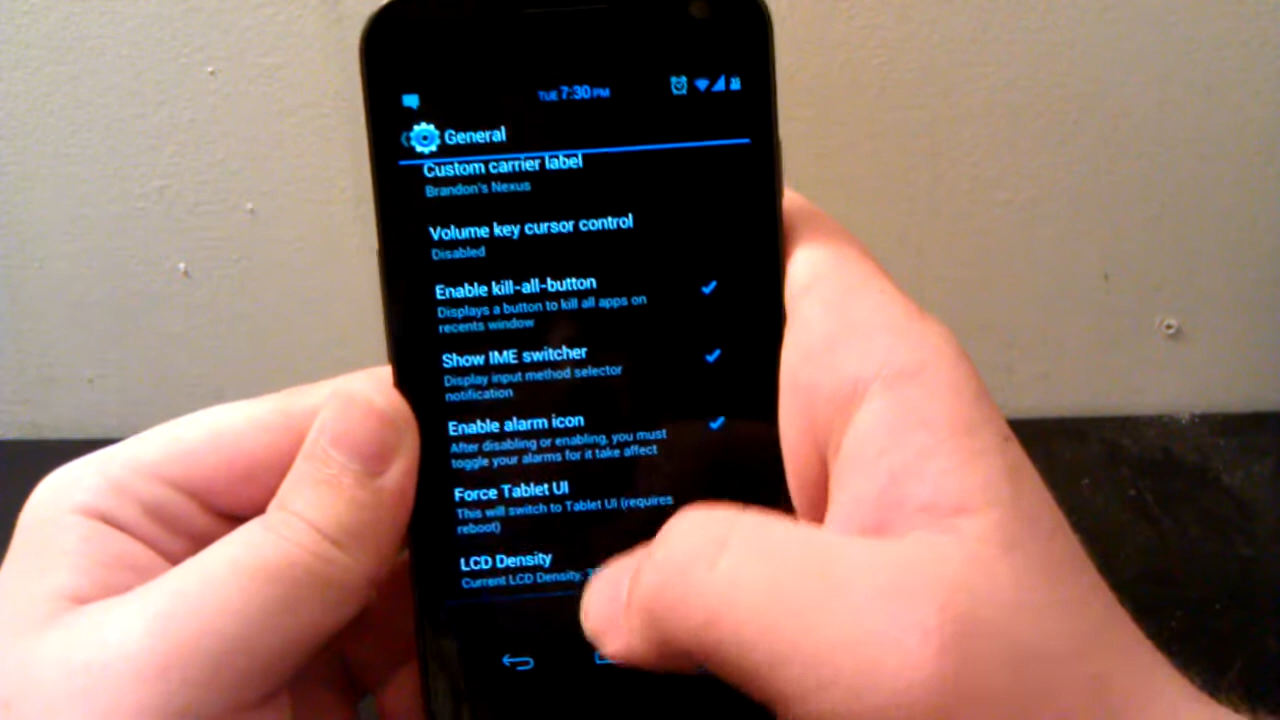 TUE 7:30 PM
General
Custom carrier label
Brandon's Nexus
Volume key cursor control
Disabled
Enable kill-all-button
Displays a button to kill all apps on
recents window
Show IME switcher
Display input method selector
notification
Enable alarm icon
After disabling or enabling, you must
toggle your alarms for it take affect
Force Tablet UI
This will switch to Tablet UI (requires
reboot)
LCD Density
Current LCD Density: